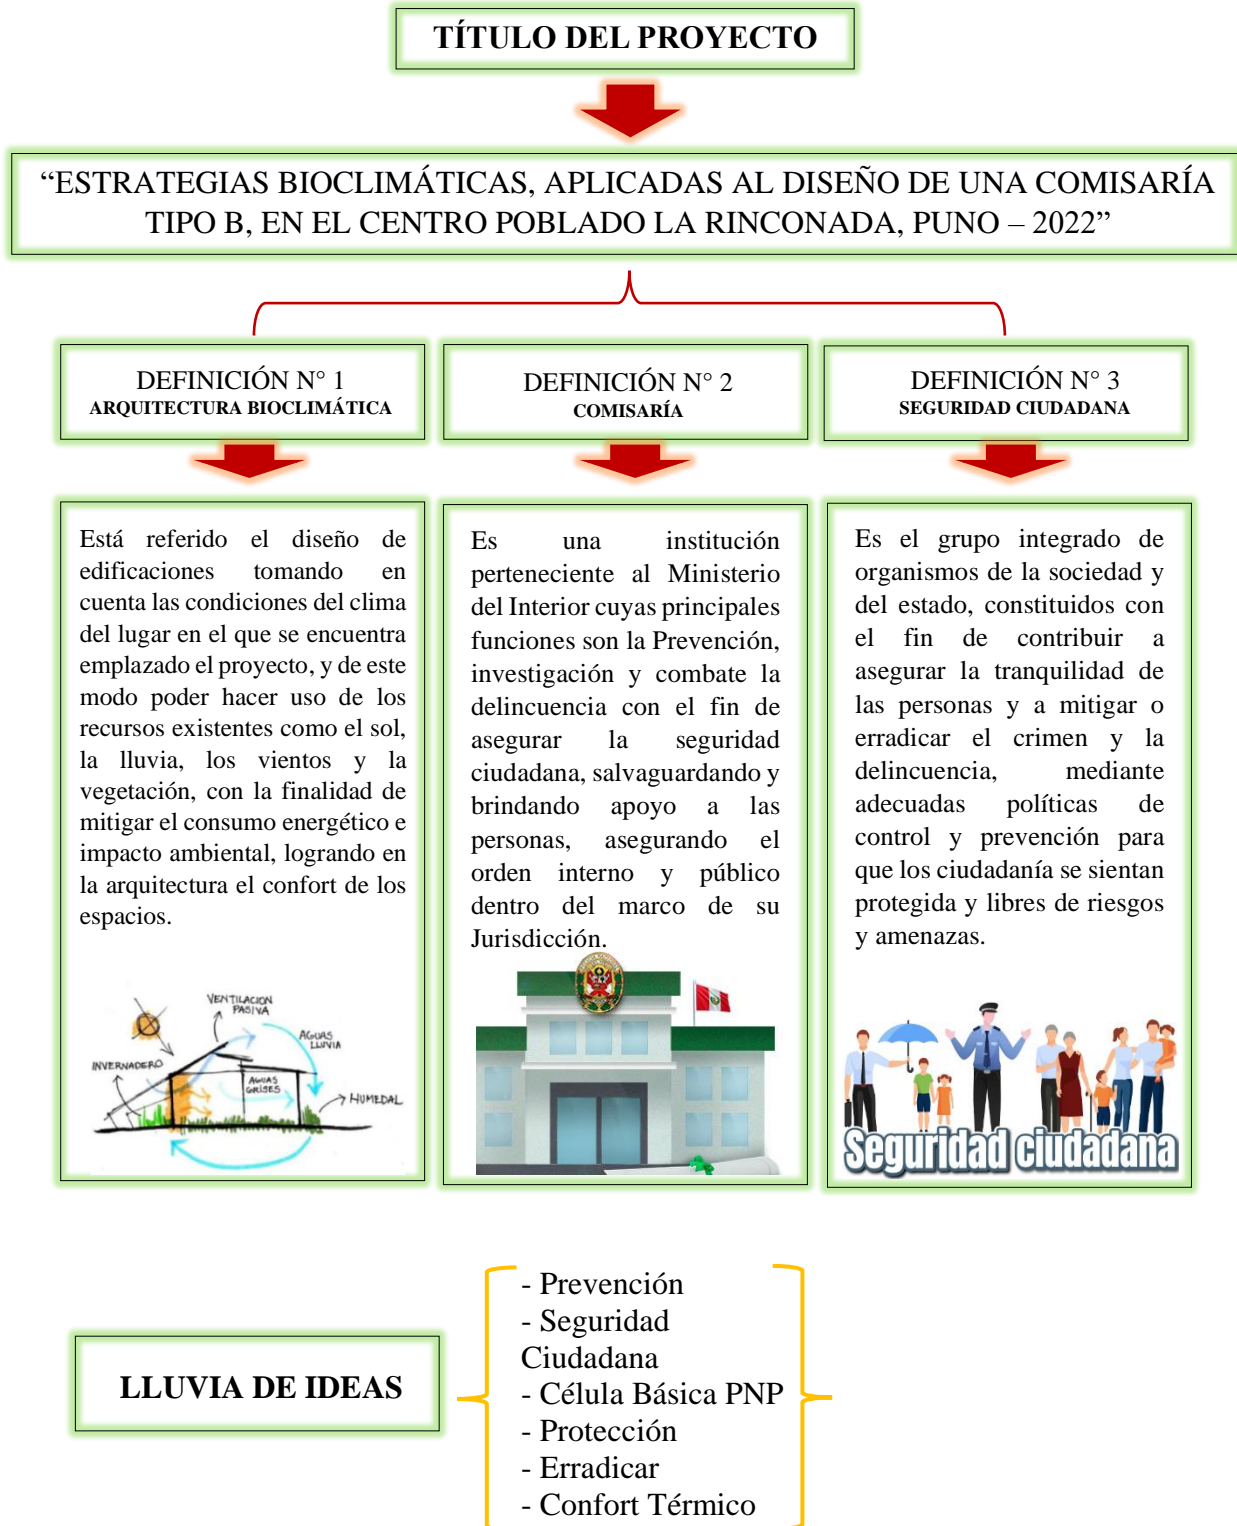 TÍTULO DEL PROYECTO
“ESTRATEGIAS BIOCLIMÁTICAS, APLICADAS AL DISEÑO DE UNA COMISARÍA
TIPO B, EN EL CENTRO POBLADO LA RINCONADA, PUNO – 2022”
DEFINICIÓN N° 1
ARQUITECTURA BIOCLIMÁTICA
DEFINICIÓN N° 2
COMISARÍA
DEFINICIÓN N° 3
SEGURIDAD CIUDADANA
Está referido el diseño de
edificaciones tomando en
cuenta las condiciones del clima
del lugar en el que se encuentra
emplazado el proyecto, y de este
modo poder hacer uso de los
recursos existentes como el sol,
la lluvia, los vientos y la
vegetación, con la finalidad de
mitigar el consumo energético e
impacto ambiental, logrando en
la arquitectura el confort de los
espacios.
VENTILACION
PASIVA
AGUAS
LLUVIA
INVERNADERO
AGUAS
GRISES
HUMEDAL
Es una institución
perteneciente al Ministerio
del Interior cuyas principales
funciones son la Prevención,
investigación y combate la
delincuencia con el fin de
asegurar la seguridad
ciudadana, salvaguardando y
brindando apoyo a las
personas, asegurando el
orden interno y público
dentro del marco de su
Jurisdicción.
Es el grupo integrado de
organismos de la sociedad y
del estado, constituidos con
el fin de contribuir a
asegurar la tranquilidad de
las personas y a mitigar o
erradicar el crimen y la
delincuencia, mediante
adecuadas políticas de
control y prevención para
que los ciudadanía se sientan
protegida y libres de riesgos
y amenazas.
Seguridad ciudadana
LLUVIA DE IDEAS
- Prevención
- Seguridad
Ciudadana
- Célula Básica PNP
- Protección
- Erradicar
- Confort Térmico